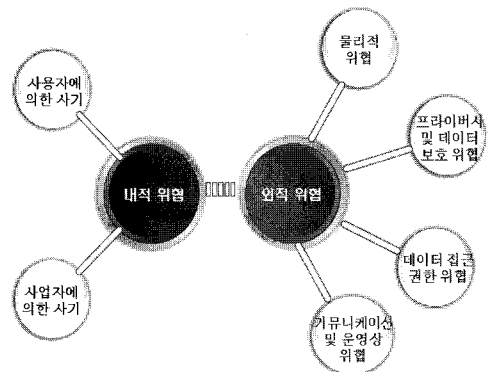 물리적
위협
사용자에
의한 사기
프라이버시
및 데이터
보호 위협
내적 위협
외적 위협
데이터 접근
권한 위협
사업자에
의한 사기
커뮤니케이션
및 운영상
위협